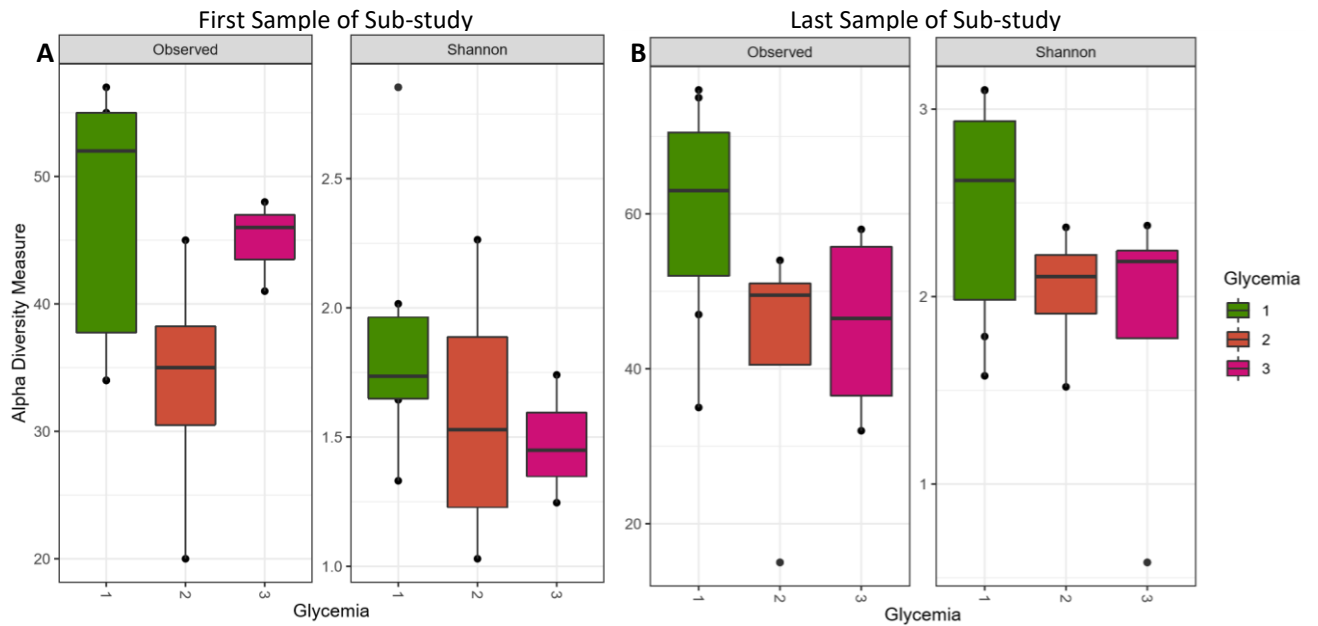 First Sample of Sub-study
Last Sample of Sub-study
A
Observed
Shannon
B
Observed
Shannon
Alpha Diversity Measure
50
40
30
20
2.5
2.0
1.5
1.0
60
40
20
3
2
1
1
2
3
1
2
3
1
2
3
1
2
3
Glycemia
Glycemia
Glycemia
1
2
3